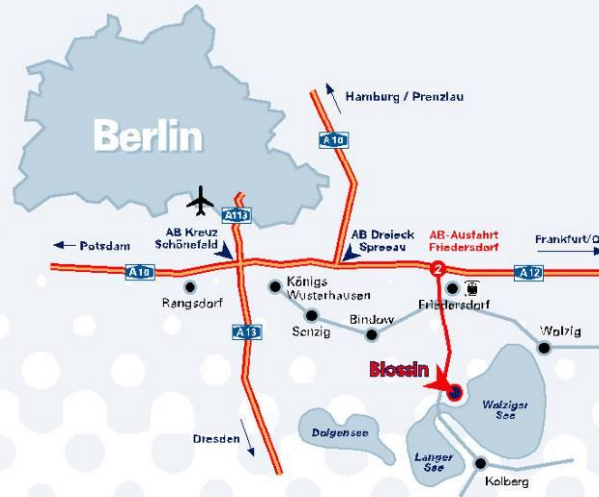 Hamburg / Prenzlau
Berlin
A10
A113
AB Kreuz
Schönefeld
AB Dreieck
Spreeau
AB-Ausfahrt
Friedersdorf
Potsdam
Frankfurt/O
2
A10
A12
Rangsdorf
Königs
Wusterhausen
Friedersdorf
Senzig
Bindow
Wolzig
A13
Blossin
Wolziger
See
Dolgensee
Langer
See
Dresden
Kolberg